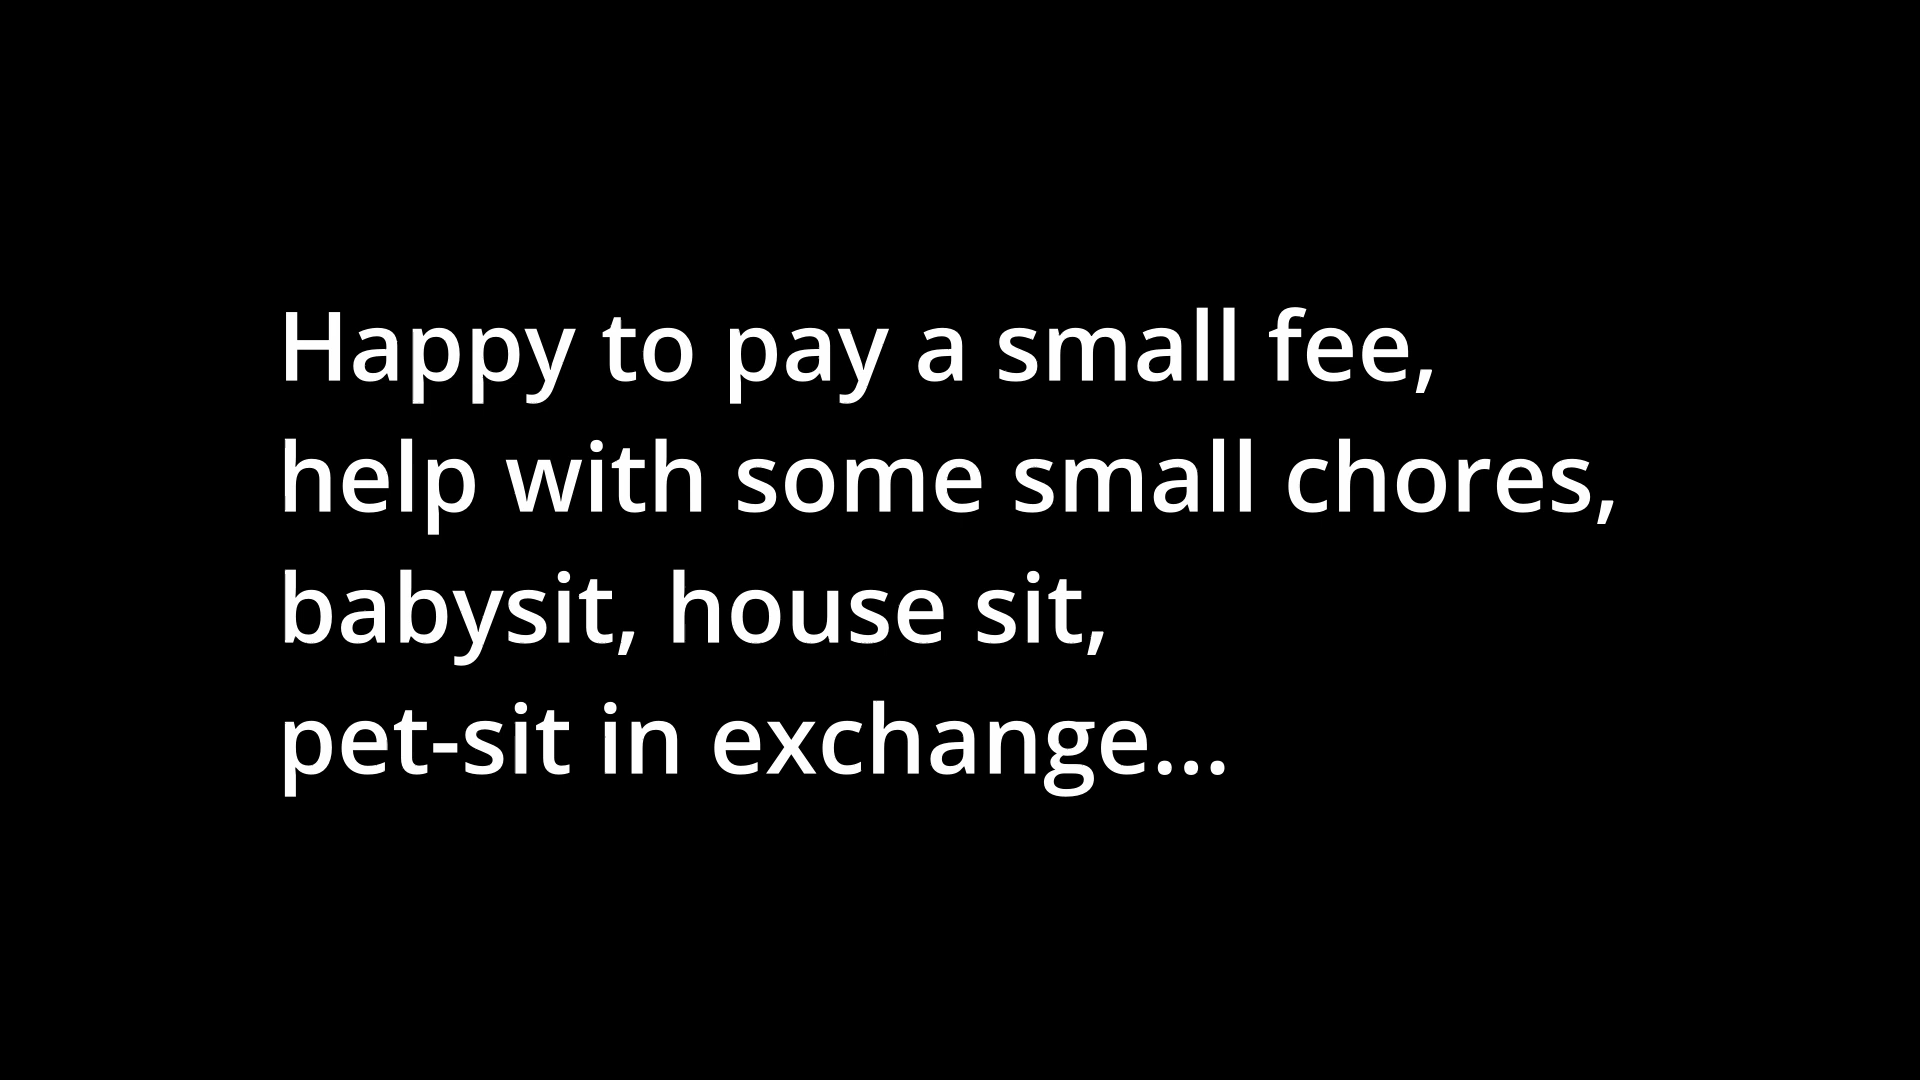 Happy to pay a small fee,
help with some small chores,
babysit, house sit,
pet-sit in exchange...